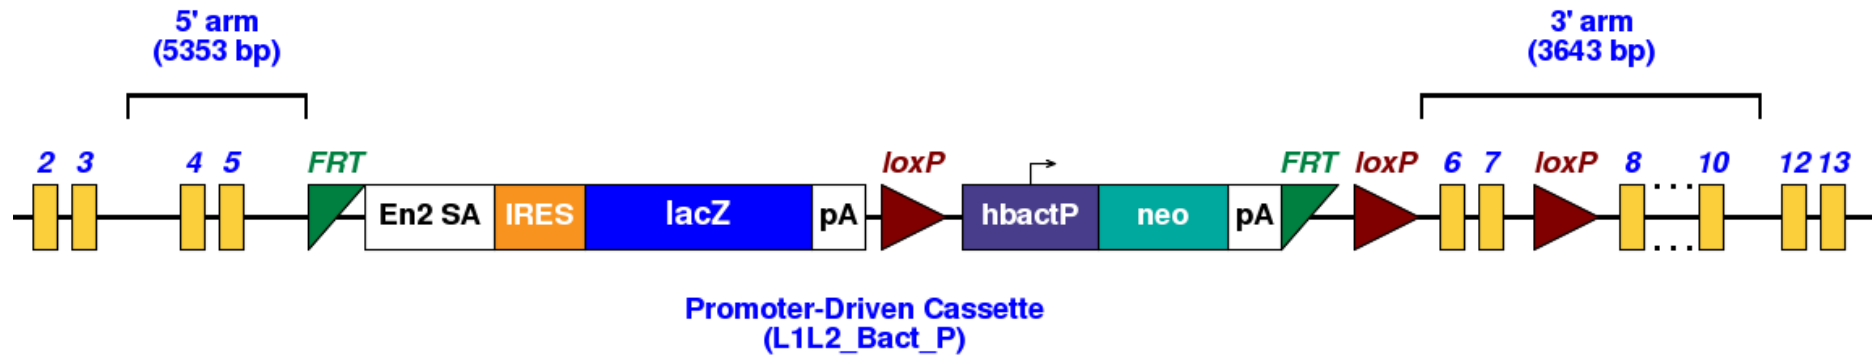 5' arm
(5353 bp)
3' arm
(3643 bp)
2 3 4 5 FRT loxP FRT loxP 6 7 loxP 8 10 12 13
En2 SA IRES lacZ pA hbactP neo pA
Promoter-Driven Cassette
(L1L2_Bact_P)